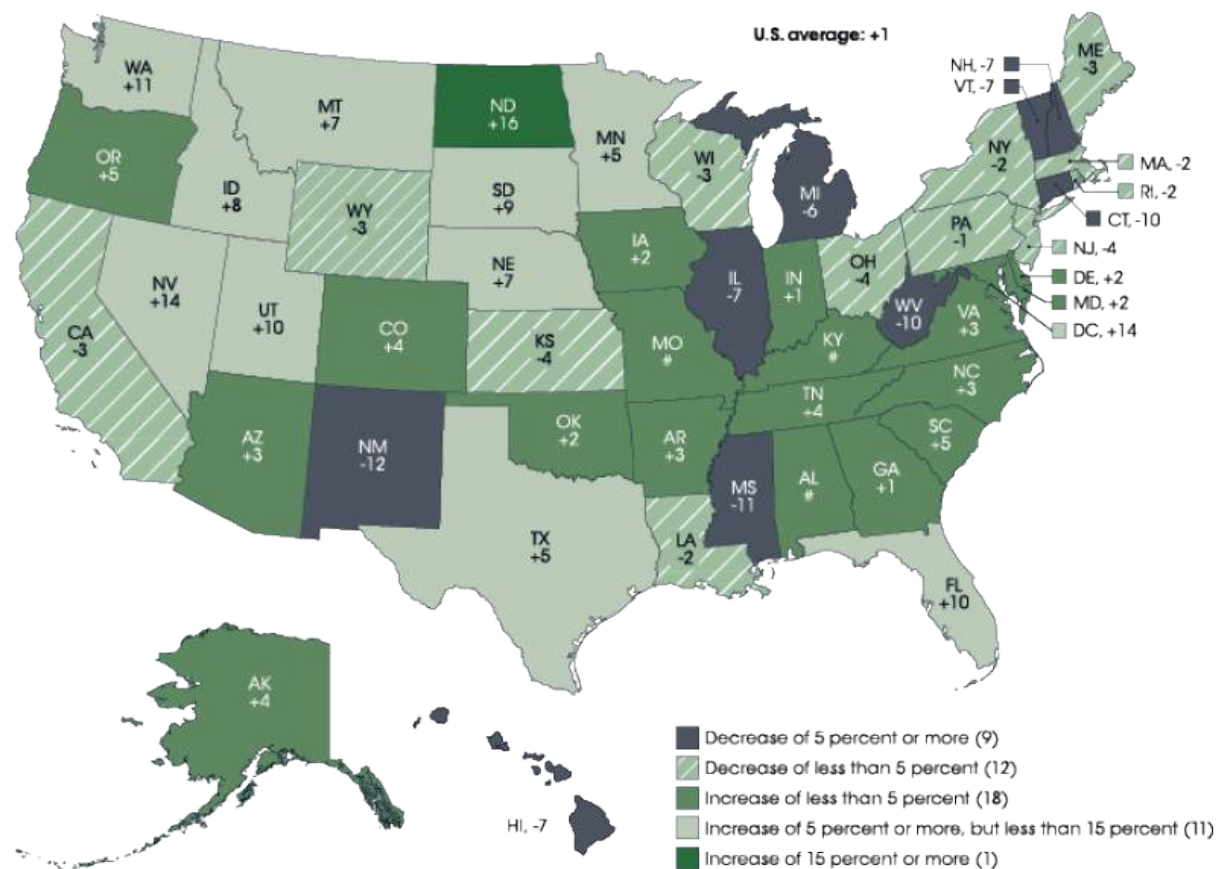 U.S. average: +1
WA
+11
MT
+7
ND
+16
MN
+5
OR
+5
ID
+8
WY
-3
SD
+9
WI
-3
MI
-6
NY
-2
ME
-3
NH, -7
VT, -7
MA, -2
RI, -2
CT, -10
NJ, -4
DE, +2
MD, +2
DC, +14
PA
-1
NV
+14
UT
+10
CO
+4
NE
+7
IA
+2
IL
-7
IN
+1
OH
-4
WV
-10
VA
+3
CA
-3
KS
-4
MO
#
KY
#
NC
+3
TN
+4
SC
+5
AZ
+3
NM
-12
OK
+2
AR
+3
MS
-11
AL
#
GA
+1
TX
+5
LA
-2
FL
+10
AK
+4
HI, -7
Decrease of 5 percent or more (9)
Decrease of less than 5 percent (12)
Increase of less than 5 percent (18)
Increase of 5 percent or more, but less than 15 percent (11)
Increase of 15 percent or more (1)